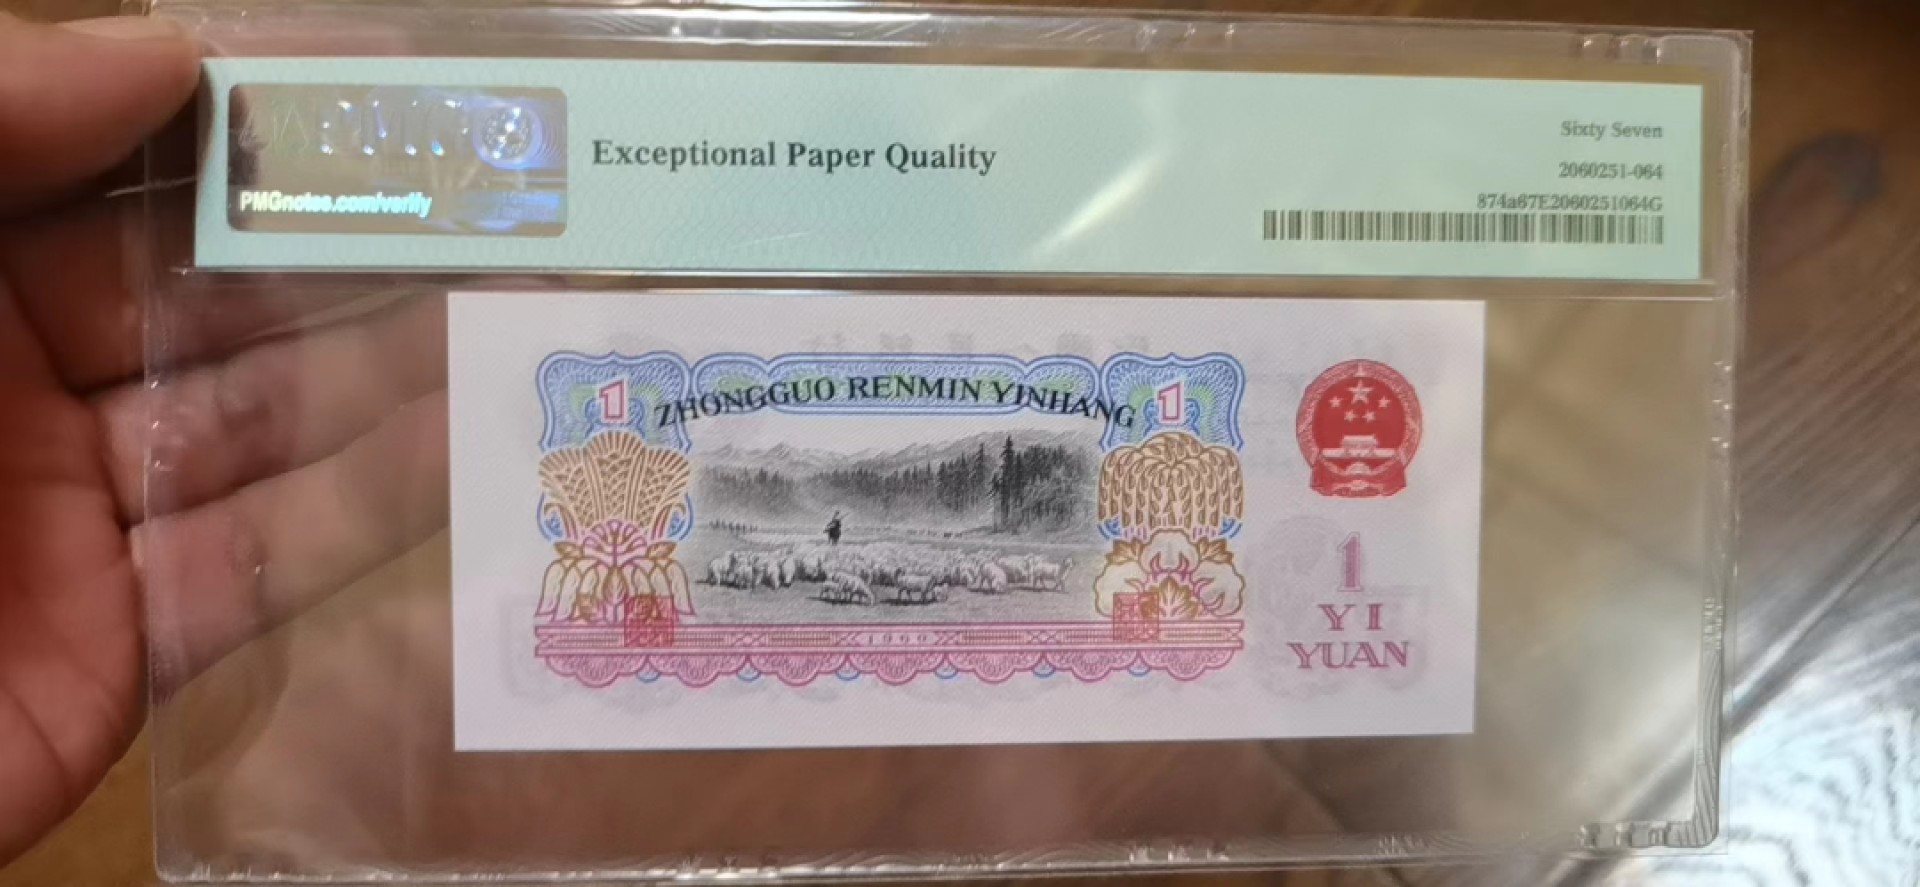 PMG
PMGnotes.com/verify
Exceptional Paper Quality
Sixty Seven
2060251-064
874a67E2060251064G
1
ZHONGGUO RENMIN YINHANG
1
1960
1
YI
YUAN